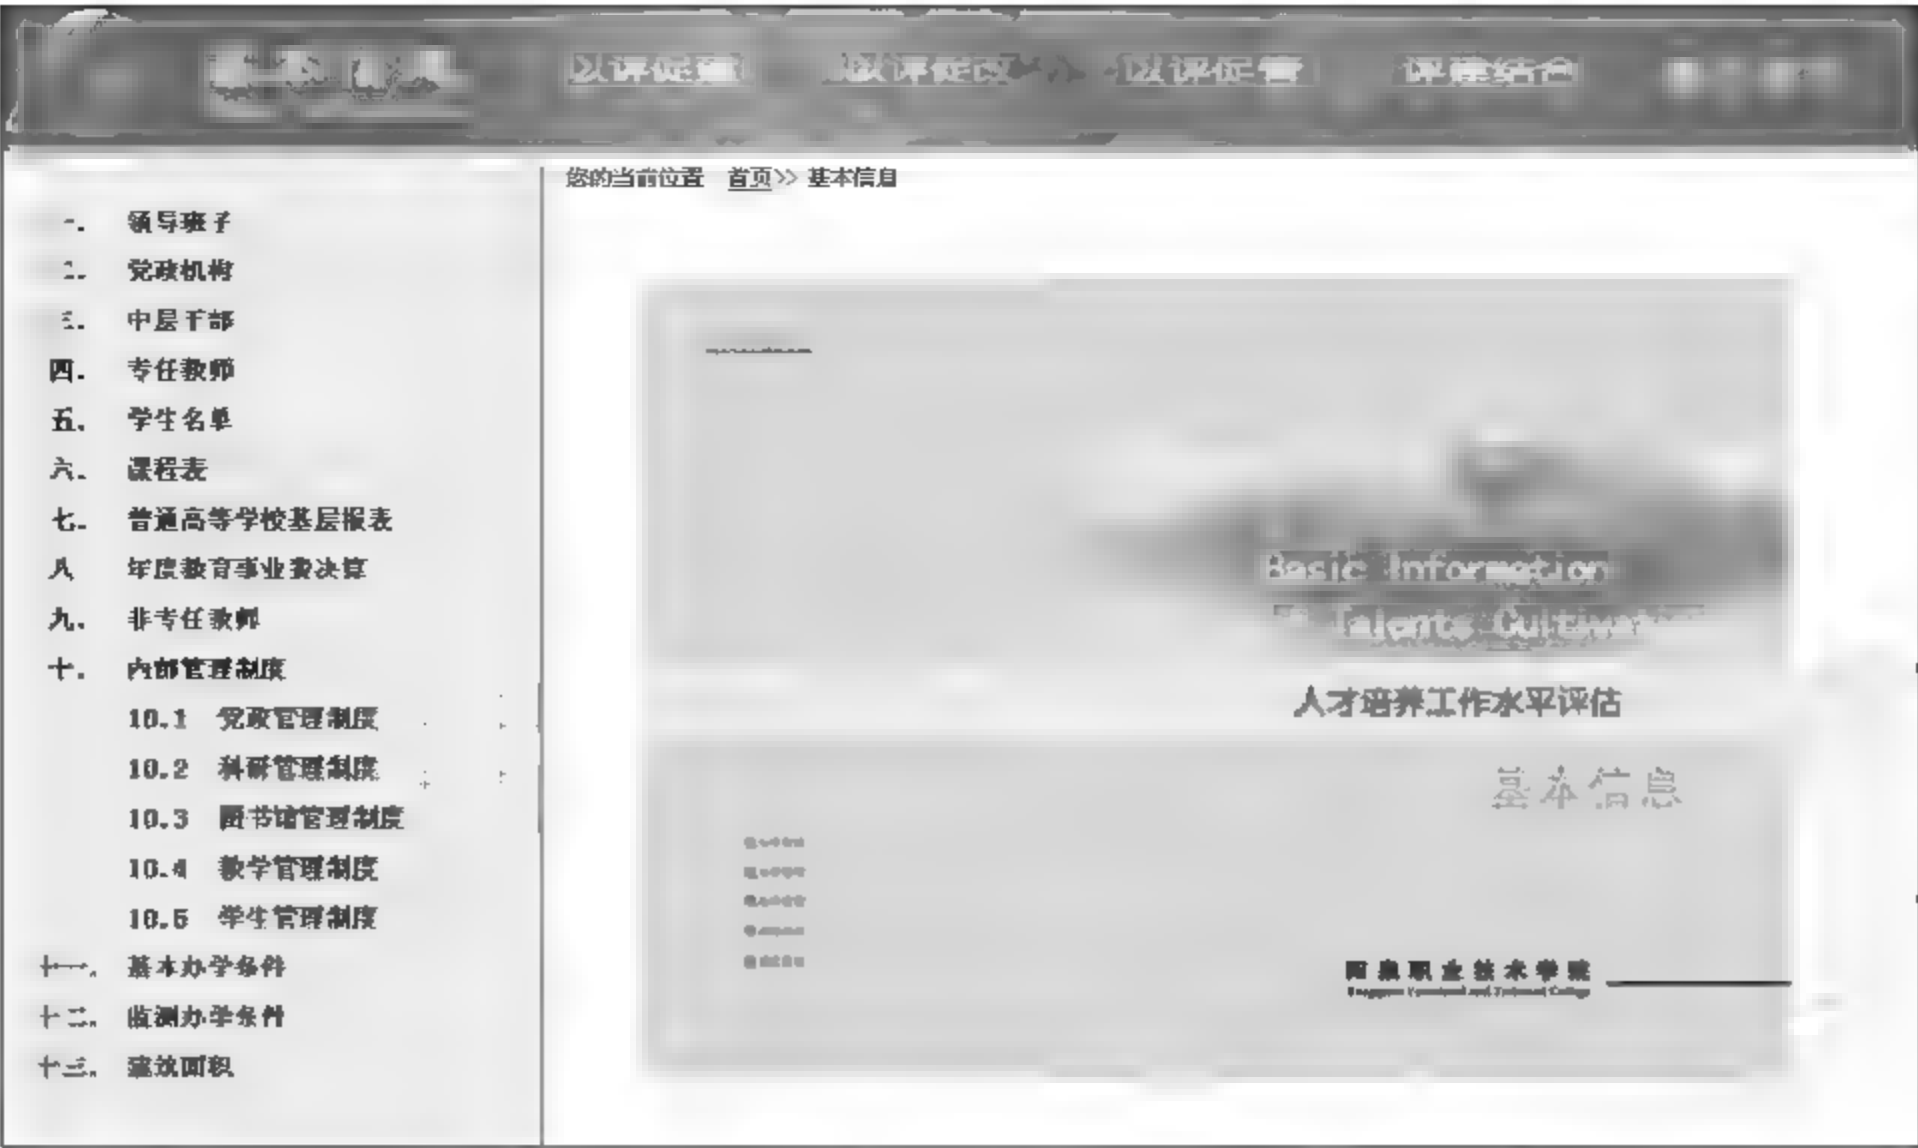 以评促建 以评促改 以评促管 评建结合
您的当前位置 首页>> 基本信息
一. 领导班子
二. 党政机构
三. 中层干部
四. 专任教师
五. 学生名单
六. 课程表
七. 普通高等学校基层报表
八 年度教育事业费决算
九. 非专任教师
十. 内部管理制度
10.1 党政管理制度
10.2 科研管理制度
10.3 图书馆管理制度
10.4 教学管理制度
10.5 学生管理制度
十一. 基本办学条件
十二. 监测办学条件
十三. 建筑面积
Basic Information
Talents
人才培养工作水平评估
基本信息
阳泉职业技术学院